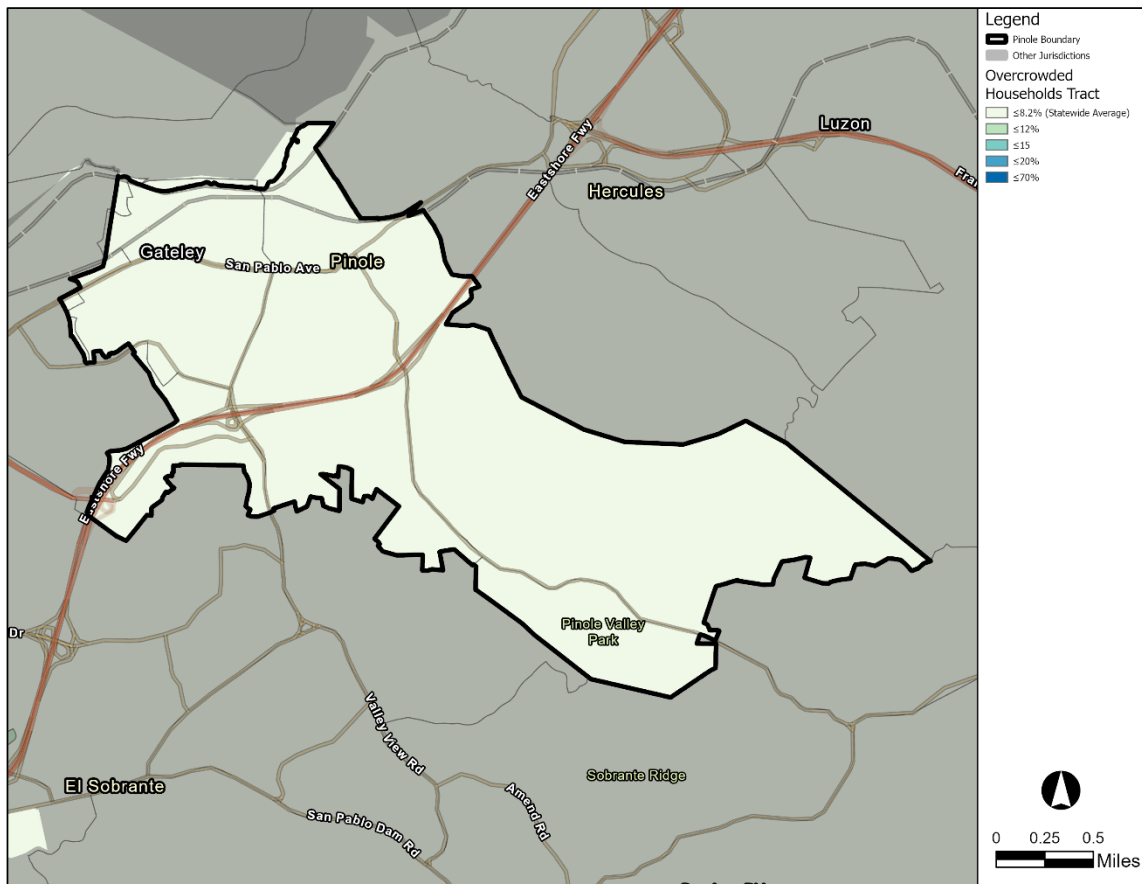 Legend
Pinole Boundary
Other Jurisdictions
Overcrowded
Households Tract
≤8.2% (Statewide Average)
≤12%
≤15
≤20%
≤70%
Luzon
Eastshore Fwy
Hercules
Gateley
San Pablo Ave
Pinole
Eastshore Fwy
Pinole Valley
Park
Dr
Valley View Rd
El Sobrante
Sobrante Ridge
Amend Rd
San Pablo Dam Rd
0 0.25 0.5
Miles